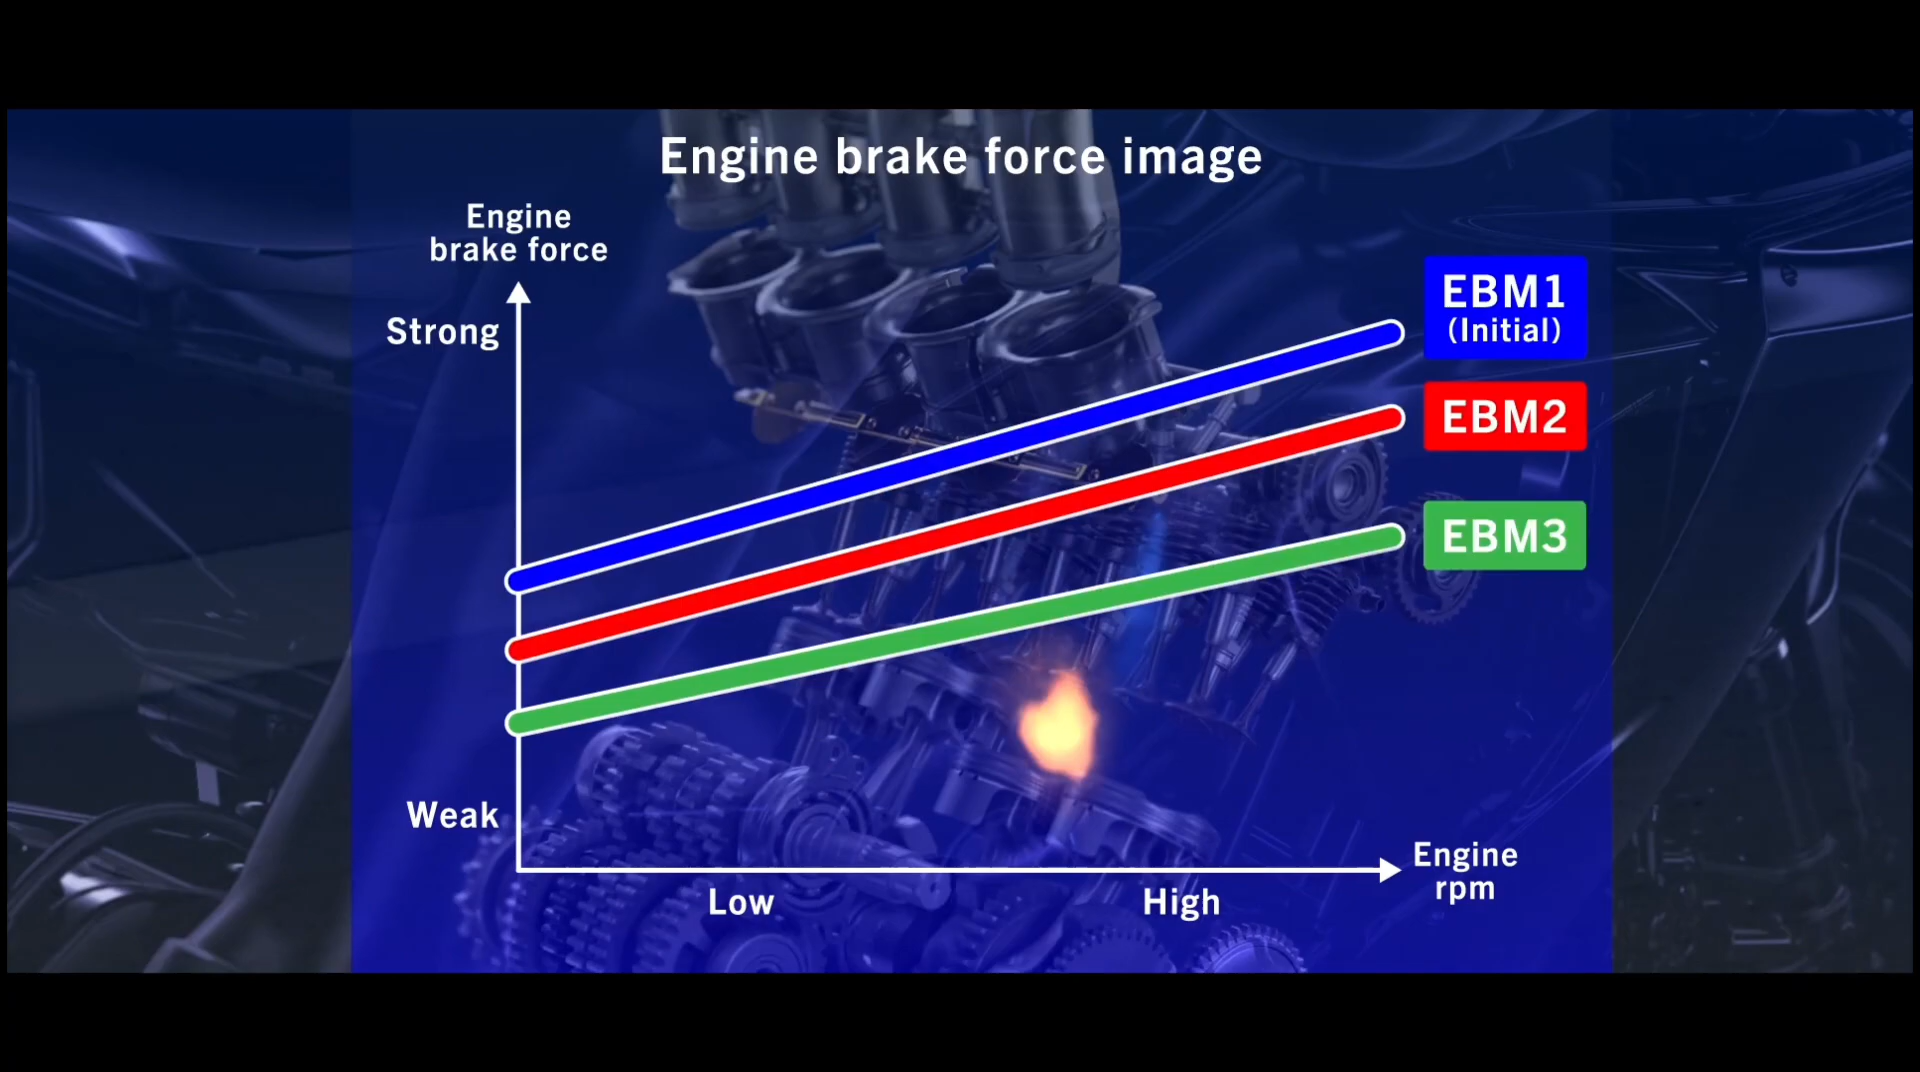 Engine brake force image
Engine
brake force
Strong
Weak
Low
High
Engine
rpm
EBM1
(Initial)
EBM2
EBM3